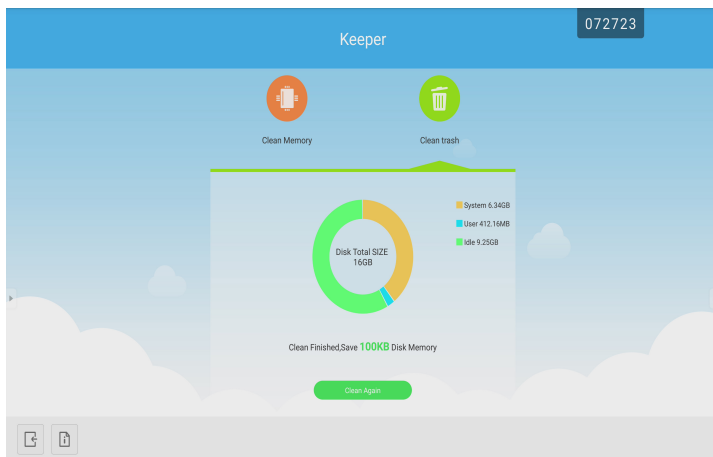 072723
Keeper
Clean Memory
Clean trash
System 6.34GB
User 412.16MB
Idle 9.25GB
Disk Total SIZE
16GB
Clean Finished,Save 100KB Disk Memory
Clean Again